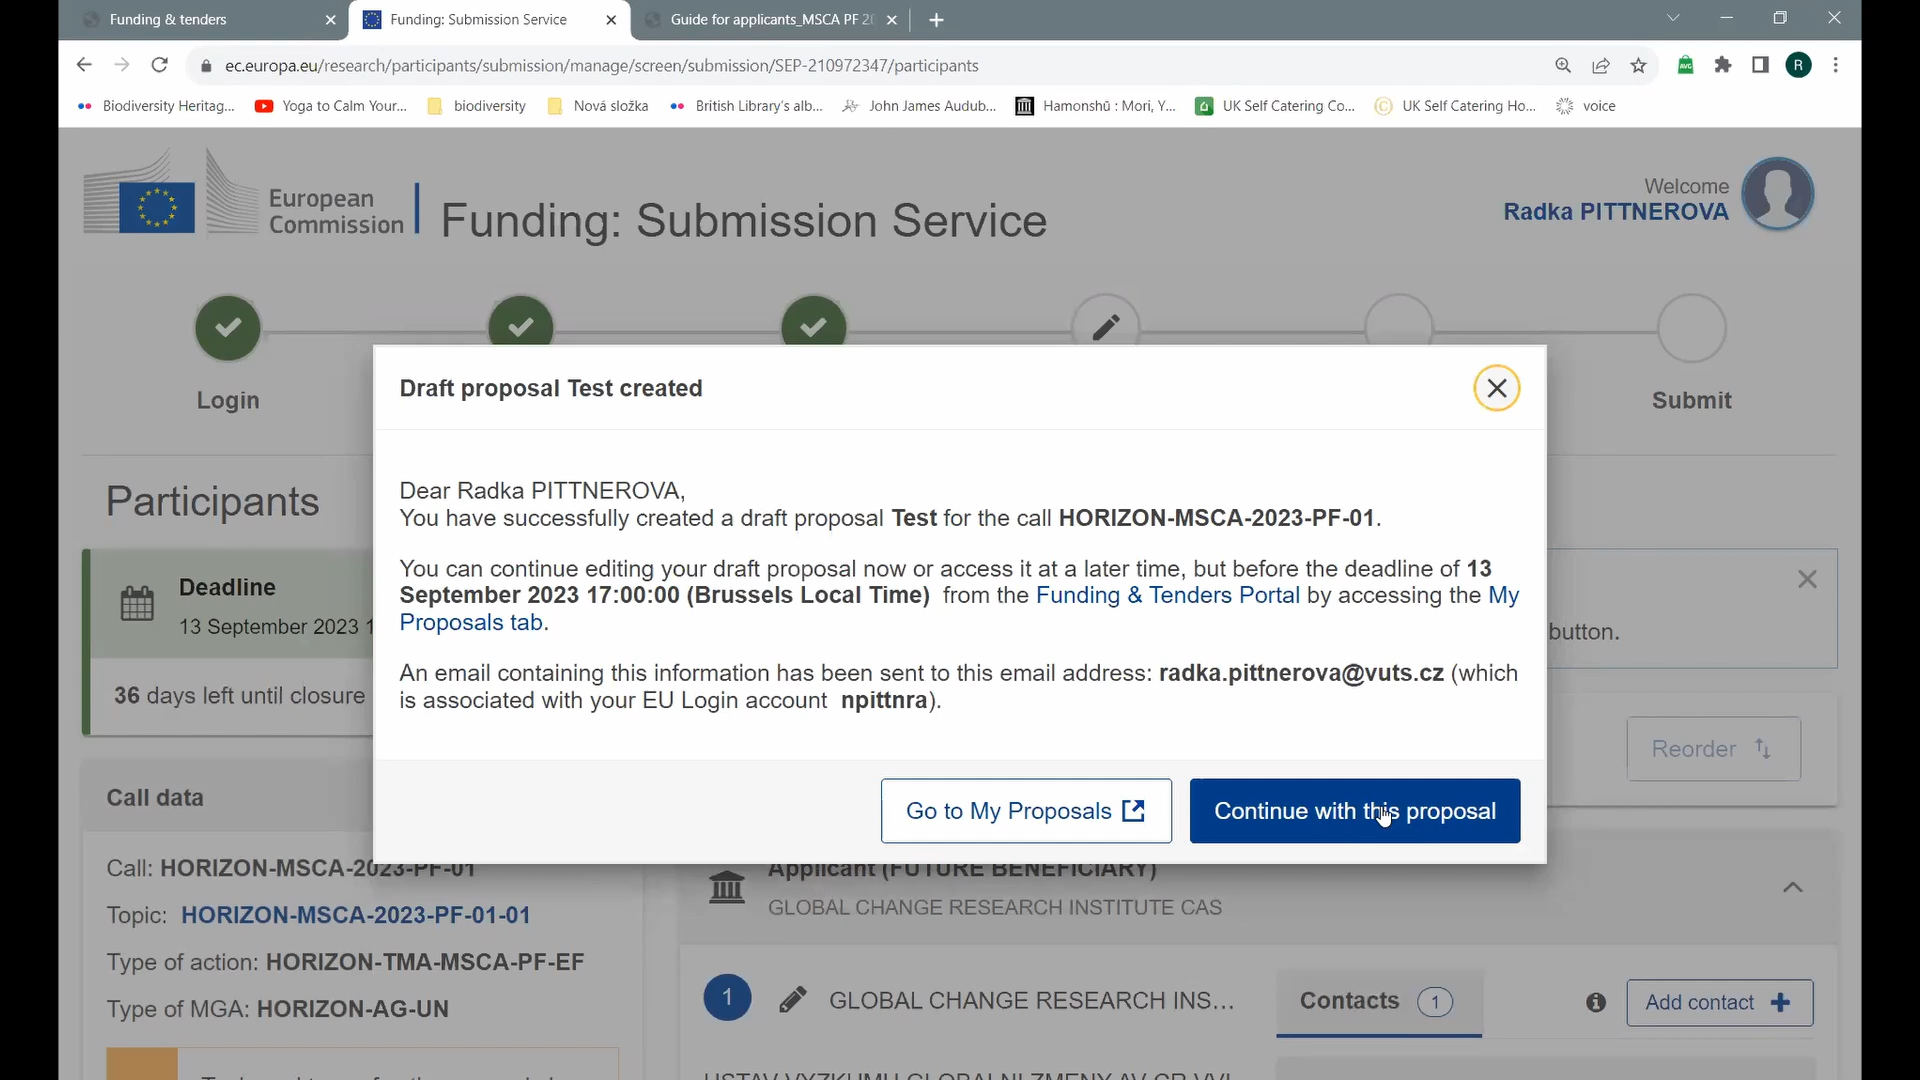 Funding & tenders
Funding: Submission Service
Guide for applicants_MSCA PF 2
ec.europa.eu/research/participants/submission/manage/screen/submission/SEP-210972347/participants
R
Biodiversity Heritag...
Yoga to Calm Your...
biodiversity
Nová složka
British Library's alb...
John James Audub...
Hamonshū : Mori, Y...
UK Self Catering Co...
UK Self Catering Ho...
voice
European
Commission
Funding: Submission Service
Welcome
Radka PITTNEROVA
Login
Submit
Draft proposal Test created
Dear Radka PITTNEROVA,
You have successfully created a draft proposal Test for the call HORIZON-MSCA-2023-PF-01.
You can continue editing your draft proposal now or access it at a later time, but before the deadline of 13
September 2023 17:00:00 (Brussels Local Time) from the Funding & Tenders Portal by accessing the My
Proposals tab.
An email containing this information has been sent to this email address: radka.pittnerova@vuts.cz (which
is associated with your EU Login account npittnra).
Go to My Proposals
Continue with this proposal
Participants
Deadline
13 September 2023 1
36 days left until closure
button.
Reorder
Call data
Call: HORIZON-MSCA-2023-PF-01
Topic: HORIZON-MSCA-2023-PF-01-01
Type of action: HORIZON-TMA-MSCA-PF-EF
Type of MGA: HORIZON-AG-UN
Applicant (FUTURE BENEFICIARY)
GLOBAL CHANGE RESEARCH INSTITUTE CAS
1
GLOBAL CHANGE RESEARCH INS...
Contacts 1
Add contact